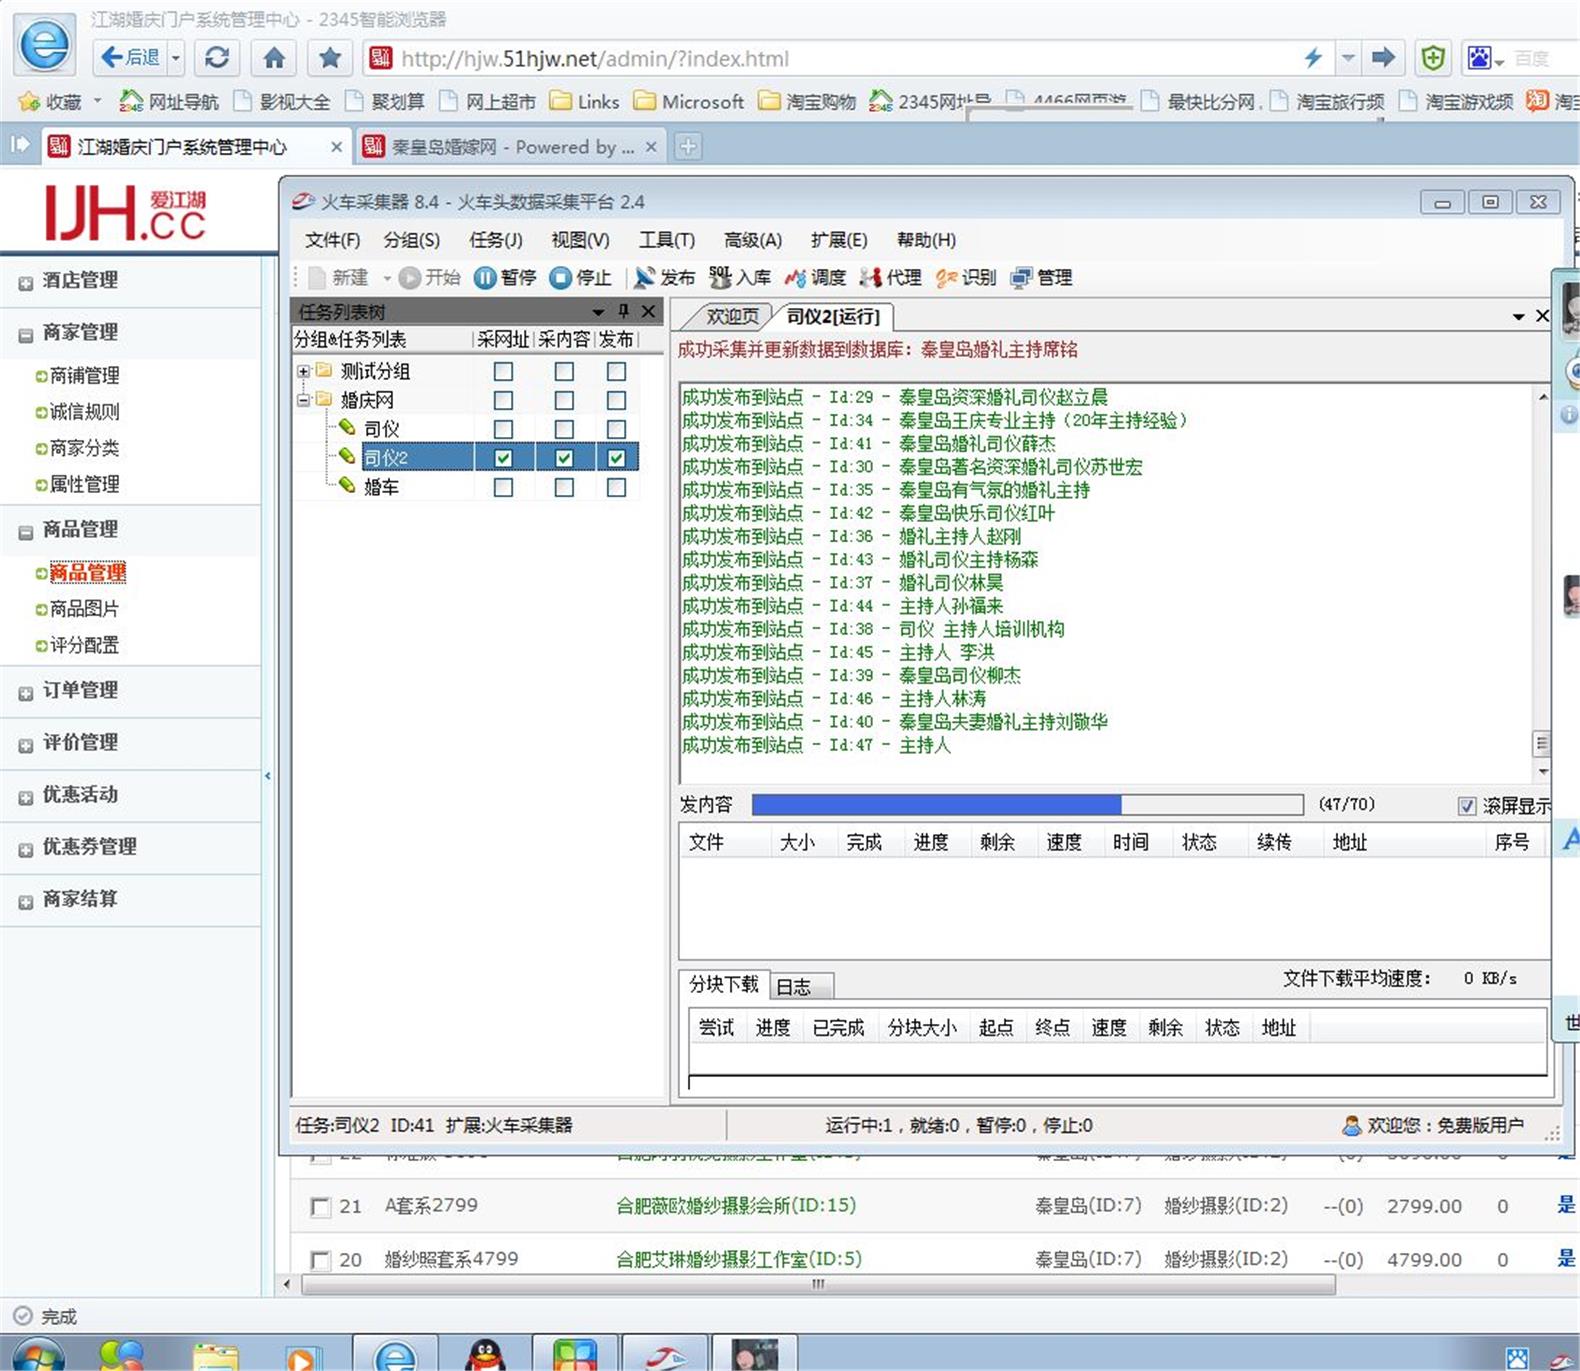 江湖婚庆门户系统管理中心 - 2345智能浏览器
后退
http://hjw.51hjw.net/admin/?index.html
百度
收藏 网址导航 影视大全 聚划算 网上超市 Links Microsoft 淘宝购物 2345网址导 4466网页游 最快比分网. 淘宝旅行频 淘宝游戏频 淘
江湖婚庆门户系统管理中心 秦皇岛婚嫁网 - Powered by ...
IJH.CC 爱江湖
酒店管理
商家管理
商铺管理
诚信规则
商家分类
属性管理
商品管理
商品管理
商品图片
评分配置
订单管理
评价管理
优惠活动
优惠券管理
商家结算
火车采集器 8.4 - 火车头数据采集平台 2.4
文件(F) 分组(S) 任务(J) 视图(V) 工具(T) 高级(A) 扩展(E) 帮助(H)
新建 开始 暂停 停止 发布 SQL 入库 调度 代理 识别 管理
任务列表树
分组&任务列表 采网址 采内容 发布
测试分组
婚庆网
司仪
司仪2
婚车
欢迎页 司仪2[运行]
成功采集并更新数据到数据库：秦皇岛婚礼主持席铭
成功发布到站点 - Id:29 - 秦皇岛资深婚礼司仪赵立晨
成功发布到站点 - Id:34 - 秦皇岛王庆专业主持（20年主持经验）
成功发布到站点 - Id:41 - 秦皇岛婚礼司仪薛杰
成功发布到站点 - Id:30 - 秦皇岛著名资深婚礼司仪苏世宏
成功发布到站点 - Id:35 - 秦皇岛有气氛的婚礼主持
成功发布到站点 - Id:42 - 秦皇岛快乐司仪红叶
成功发布到站点 - Id:36 - 婚礼主持人赵刚
成功发布到站点 - Id:43 - 婚礼司仪主持杨森
成功发布到站点 - Id:37 - 婚礼司仪林昊
成功发布到站点 - Id:44 - 主持人孙福来
成功发布到站点 - Id:38 - 司仪 主持人培训机构
成功发布到站点 - Id:45 - 主持人 李洪
成功发布到站点 - Id:39 - 秦皇岛司仪柳杰
成功发布到站点 - Id:46 - 主持人林涛
成功发布到站点 - Id:40 - 秦皇岛夫妻婚礼主持刘敬华
成功发布到站点 - Id:47 - 主持人
发内容 (47/70) 滚屏显示
文件 大小 完成 进度 剩余 速度 时间 状态 续传 地址 序号
分块下载 日志 文件下载平均速度： 0 KB/s
尝试 进度 已完成 分块大小 起点 终点 速度 剩余 状态 地址
世
任务:司仪2 ID:41 扩展:火车采集器 运行中:1，就绪:0，暂停:0，停止:0 欢迎您：免费版用户
21 A套系2799 合肥薇欧婚纱摄影会所(ID:15) 秦皇岛(ID:7) 婚纱摄影(ID:2) --(0) 2799.00 0 是
20 婚纱照套系4799 合肥艾琳婚纱摄影工作室(ID:5) 秦皇岛(ID:7) 婚纱摄影(ID:2) --(0) 4799.00 0 是
完成